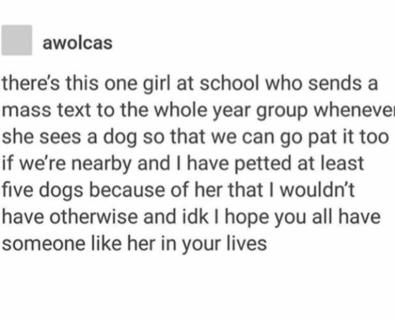 awolcas
there's this one girl at school who sends a
mass text to the whole year group whenever
she sees a dog so that we can go pat it too
if we're nearby and I have petted at least
five dogs because of her that I wouldn't
have otherwise and idk I hope you all have
someone like her in your lives